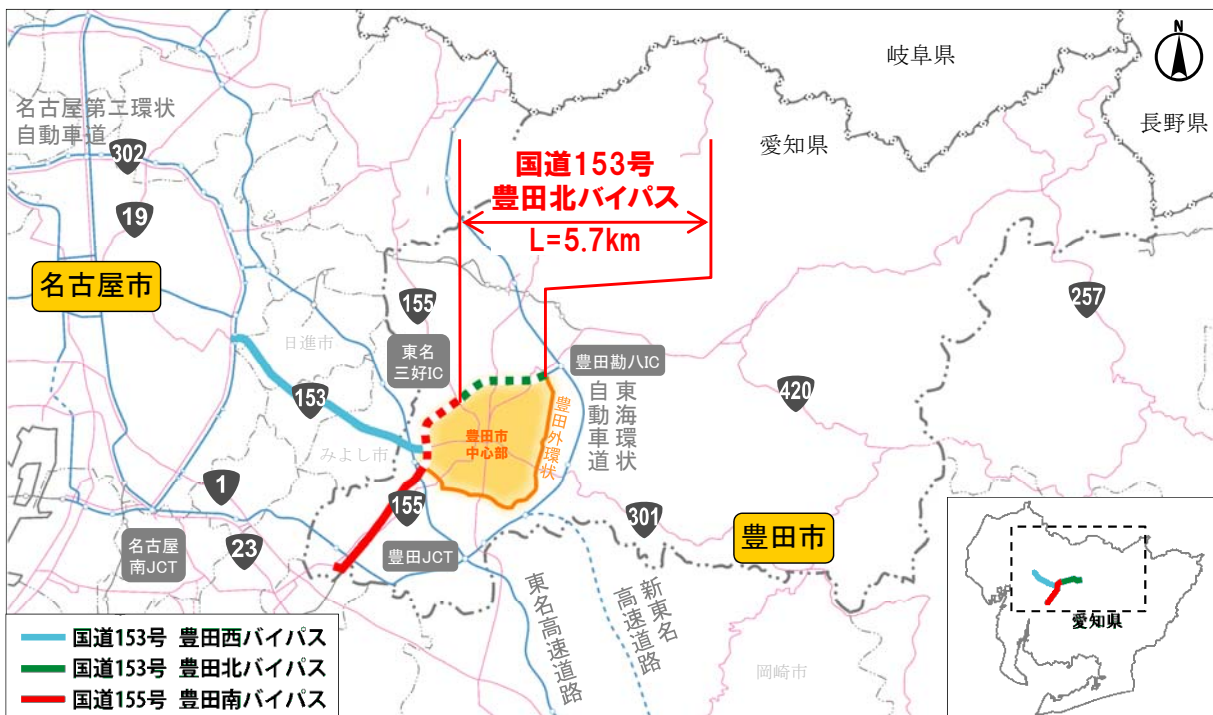 岐阜県
N
長野県
愛知県
名古屋第二環状
自動車道
302
19
国道153号
豊田北バイパス
L=5.7km
名古屋市
155
257
日進市
東名
三好IC
豊田勘八IC
153
420
東海環状
自動車道
豊田外環状
豊田市
中心部
みよし市
1
155
301
豊田市
23
名古屋
南JCT
豊田JCT
東名高速道路
新東名
高速道路
岡崎市
愛知県
国道153号 豊田西バイパス
国道153号 豊田北バイパス
国道155号 豊田南バイパス